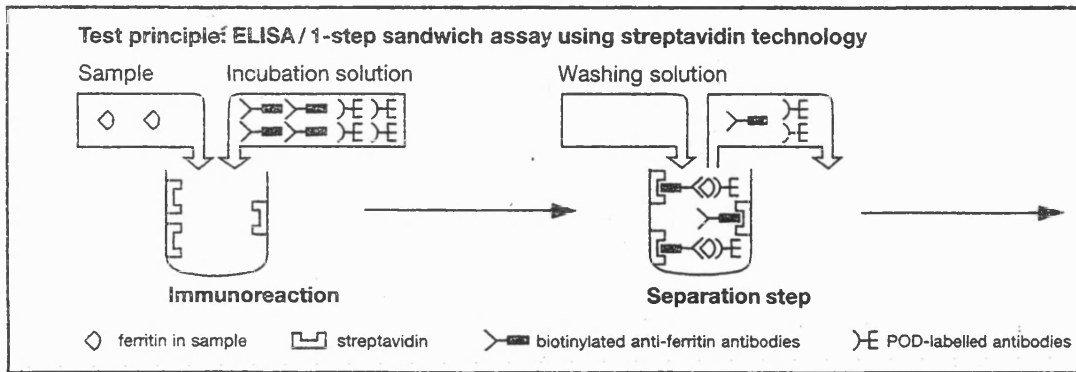 Test principle: ELISA / 1-step sandwich assay using streptavidin technology
Sample
Incubation solution
Washing solution
Immunoreaction
Separation step
ferritin in sample
streptavidin
biotinylated anti-ferritin antibodies
POD-labelled antibodies